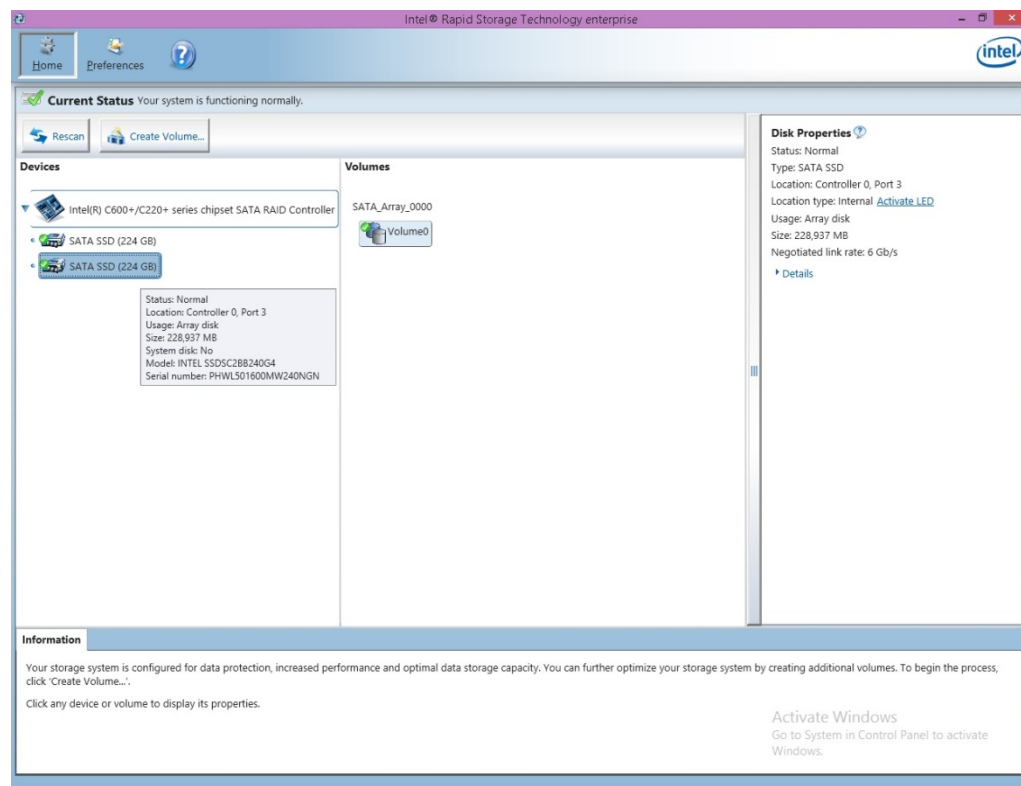 Intel® Rapid Storage Technology enterprise
Home
Preferences
intel
Current Status Your system is functioning normally.
Rescan
Create Volume...
Devices
Intel(R) C600+/C220+ series chipset SATA RAID Controller
SATA SSD (224 GB)
SATA SSD (224 GB)
Status: Normal
Location: Controller 0, Port 3
Usage: Array disk
Size: 228,937 MB
System disk: No
Model: INTEL SSDSC2BB240G4
Serial number: PHWL501600MW240NGN
Volumes
SATA_Array_0000
Volume0
Disk Properties
Status: Normal
Type: SATA SSD
Location: Controller 0, Port 3
Location type: Internal Activate LED
Usage: Array disk
Size: 228,937 MB
Negotiated link rate: 6 Gb/s
Details
Information
Your storage system is configured for data protection, increased performance and optimal data storage capacity. You can further optimize your storage system by creating additional volumes. To begin the process,
click 'Create Volume...'.
Click any device or volume to display its properties.
Activate Windows
Go to System in Control Panel to activate
Windows.